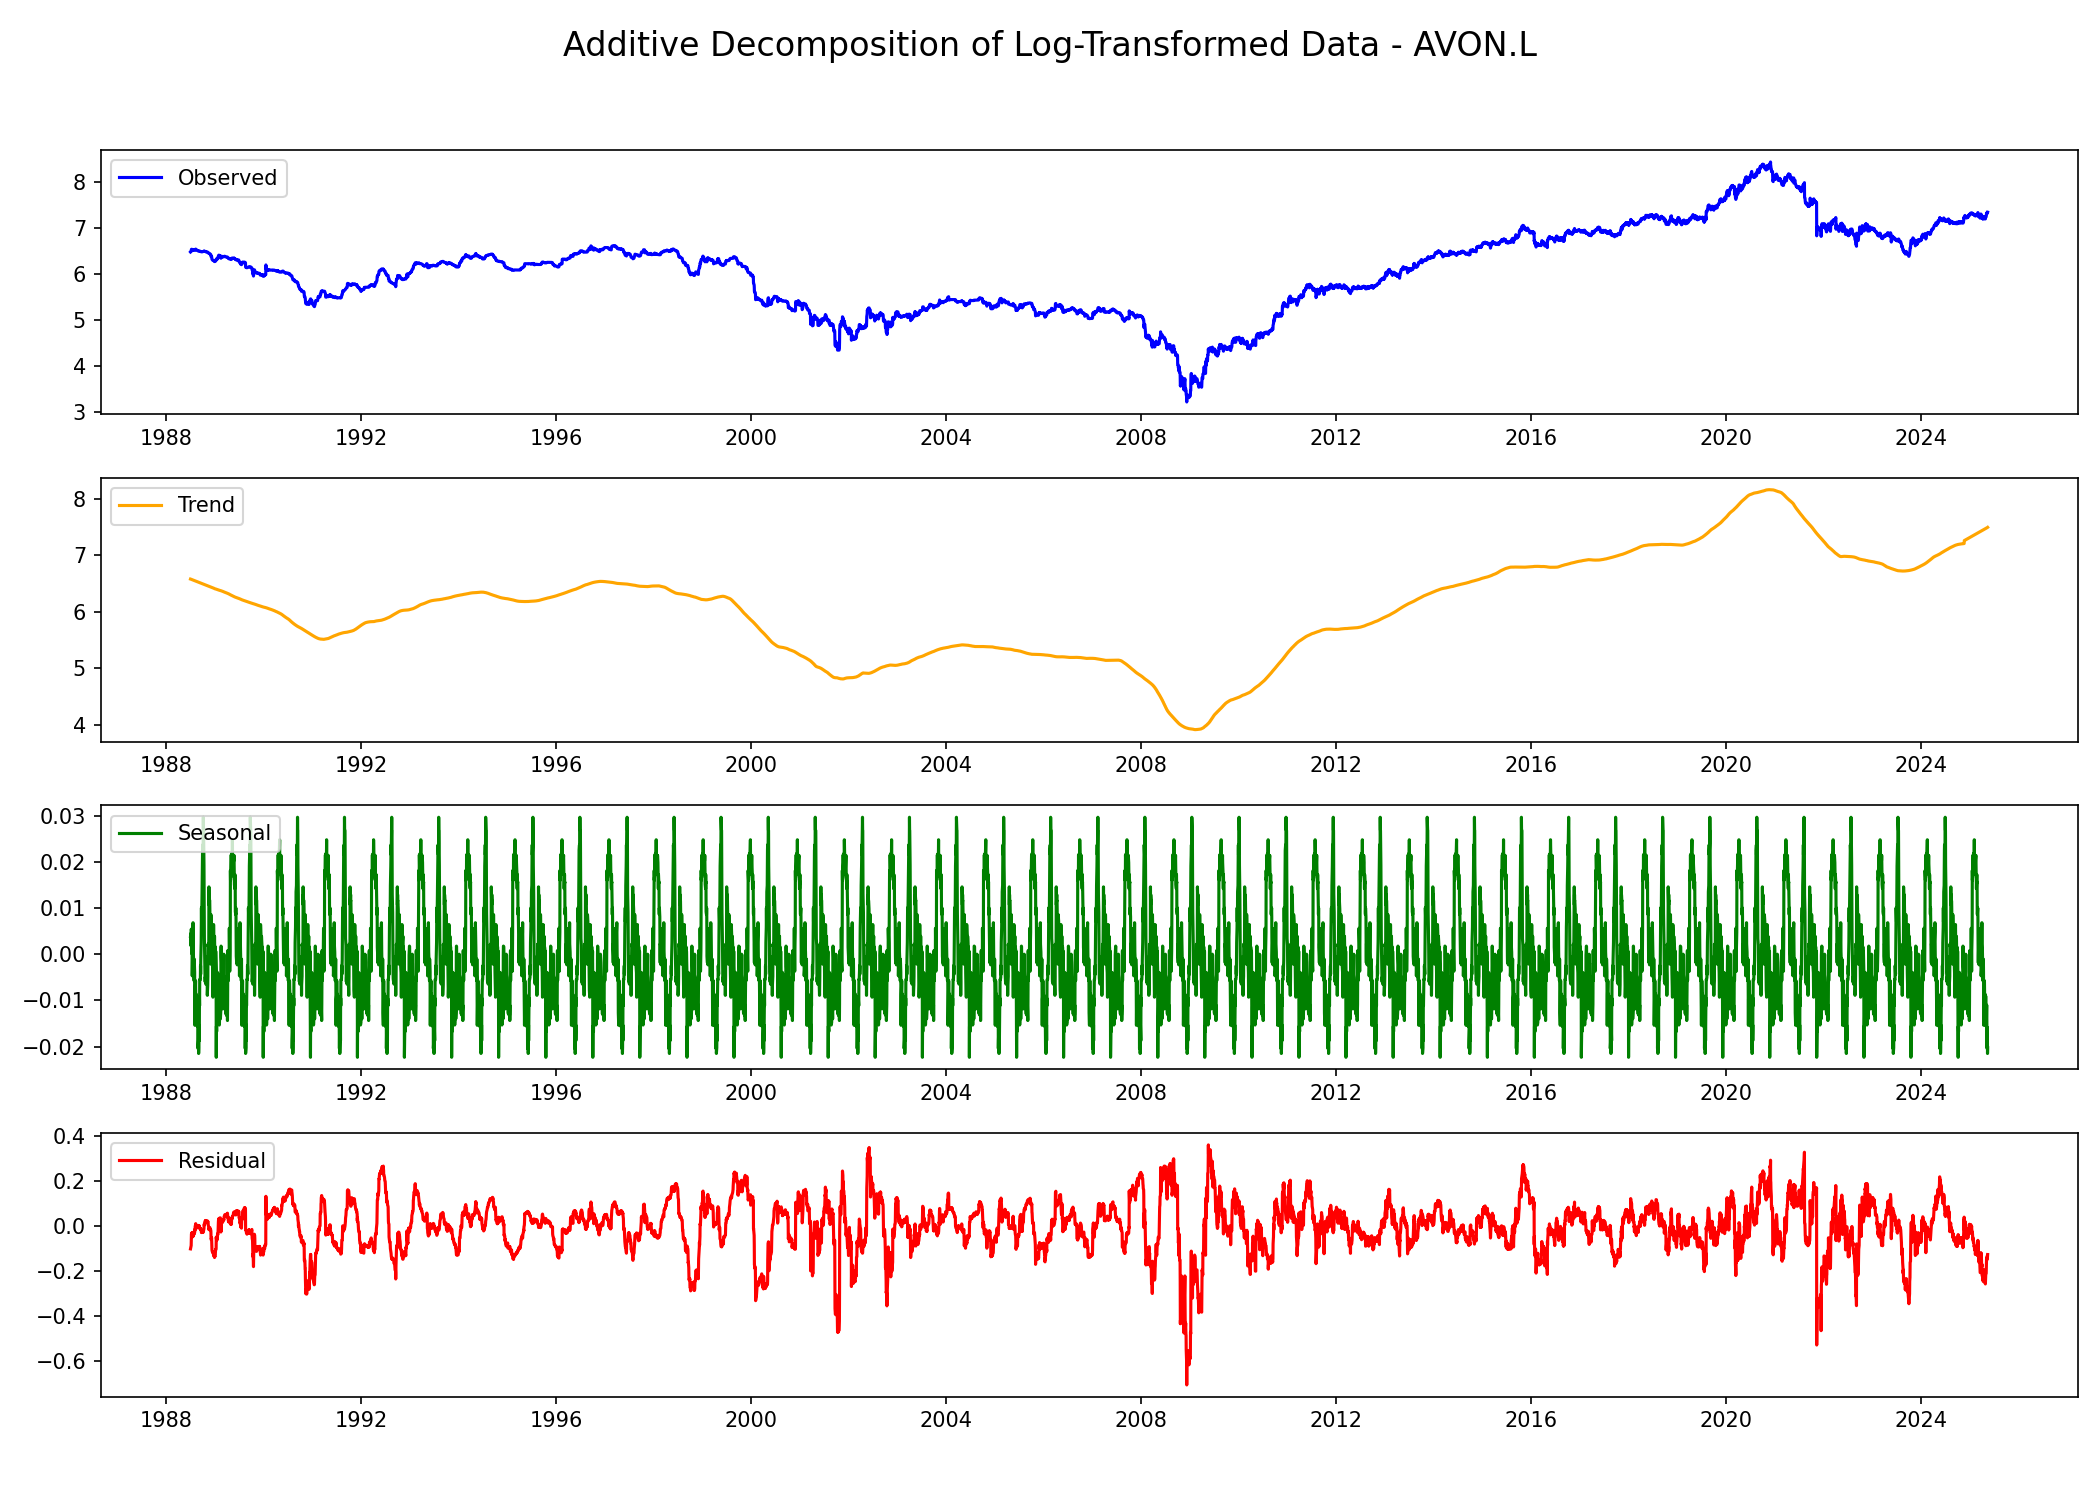 Additive Decomposition of Log-Transformed Data - AVON.L
Observed
8
7
6
5
4
3
1988 1992 1996 2000 2004 2008 2012 2016 2020 2024
Trend
8
7
6
5
4
1988 1992 1996 2000 2004 2008 2012 2016 2020 2024
Seasonal
0.03
0.02
0.01
0.00
−0.01
−0.02
1988 1992 1996 2000 2004 2008 2012 2016 2020 2024
Residual
0.4
0.2
0.0
−0.2
−0.4
−0.6
1988 1992 1996 2000 2004 2008 2012 2016 2020 2024